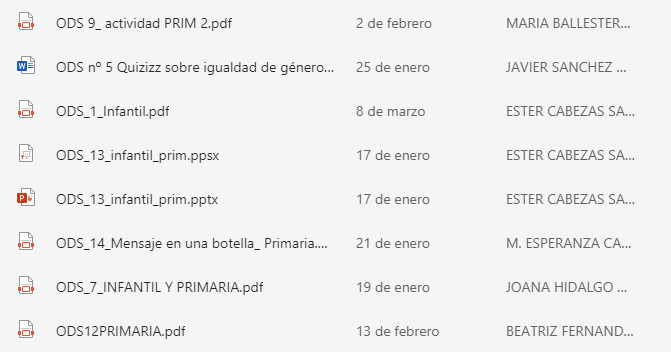 ODS 9_ actividad PRIM 2.pdf 2 de febrero MARIA BALLESTER...
ODS nº 5 Quizizz sobre igualdad de género... 25 de enero JAVIER SANCHEZ ...
ODS_1_Infantil.pdf 8 de marzo ESTER CABEZAS SA...
ODS_13_infantil_prim.ppsx 17 de enero ESTER CABEZAS SA...
ODS_13_infantil_prim.pptx 17 de enero ESTER CABEZAS SA...
ODS_14_Mensaje en una botella_ Primaria.... 21 de enero M. ESPERANZA CA...
ODS_7_INFANTIL Y PRIMARIA.pdf 19 de enero JOANA HIDALGO ...
ODS12PRIMARIA.pdf 13 de febrero BEATRIZ FERNAND...